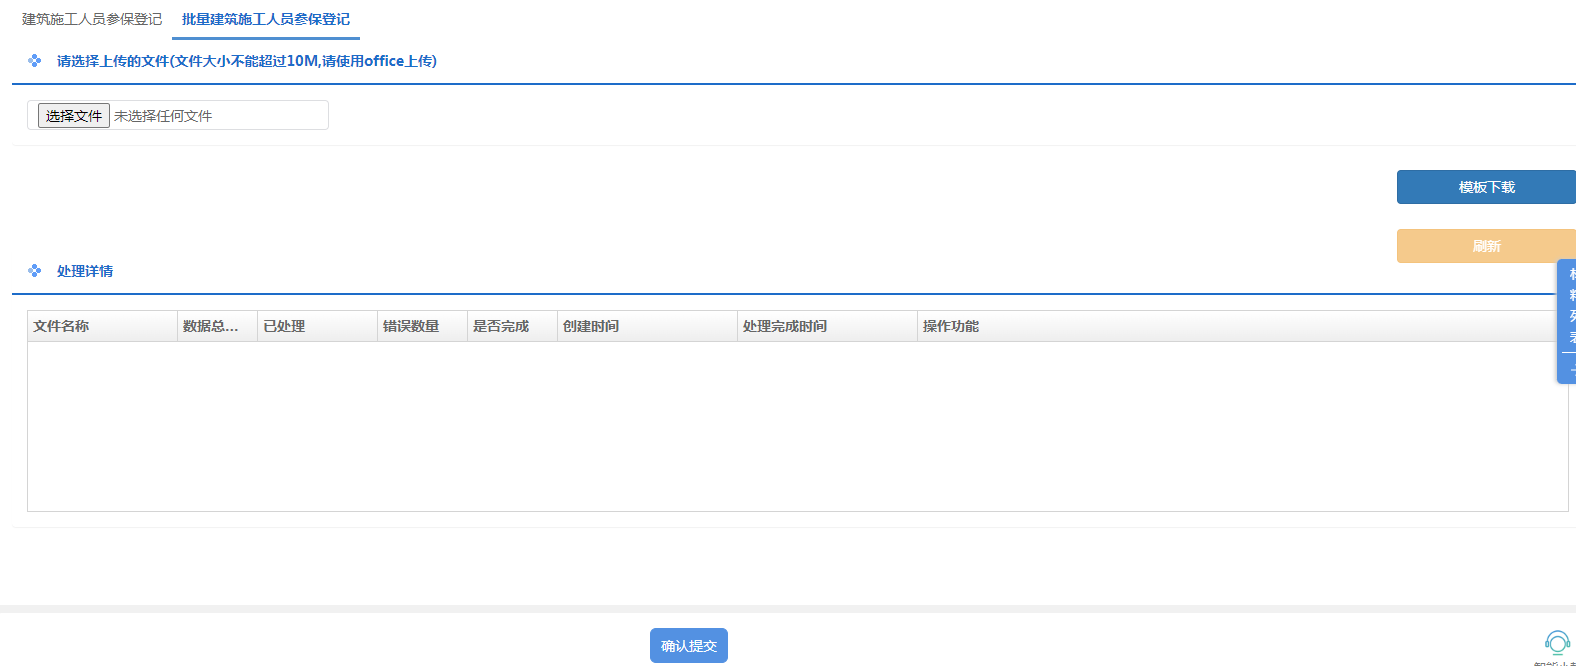 建筑施工人员参保登记 批量建筑施工人员参保登记
请选择上传的文件(文件大小不能超过10M,请使用office上传)
选择文件 未选择任何文件
模板下载
刷新
处理详情
文件名称 数据总... 已处理 错误数量 是否完成 创建时间 处理完成时间 操作功能
确认提交